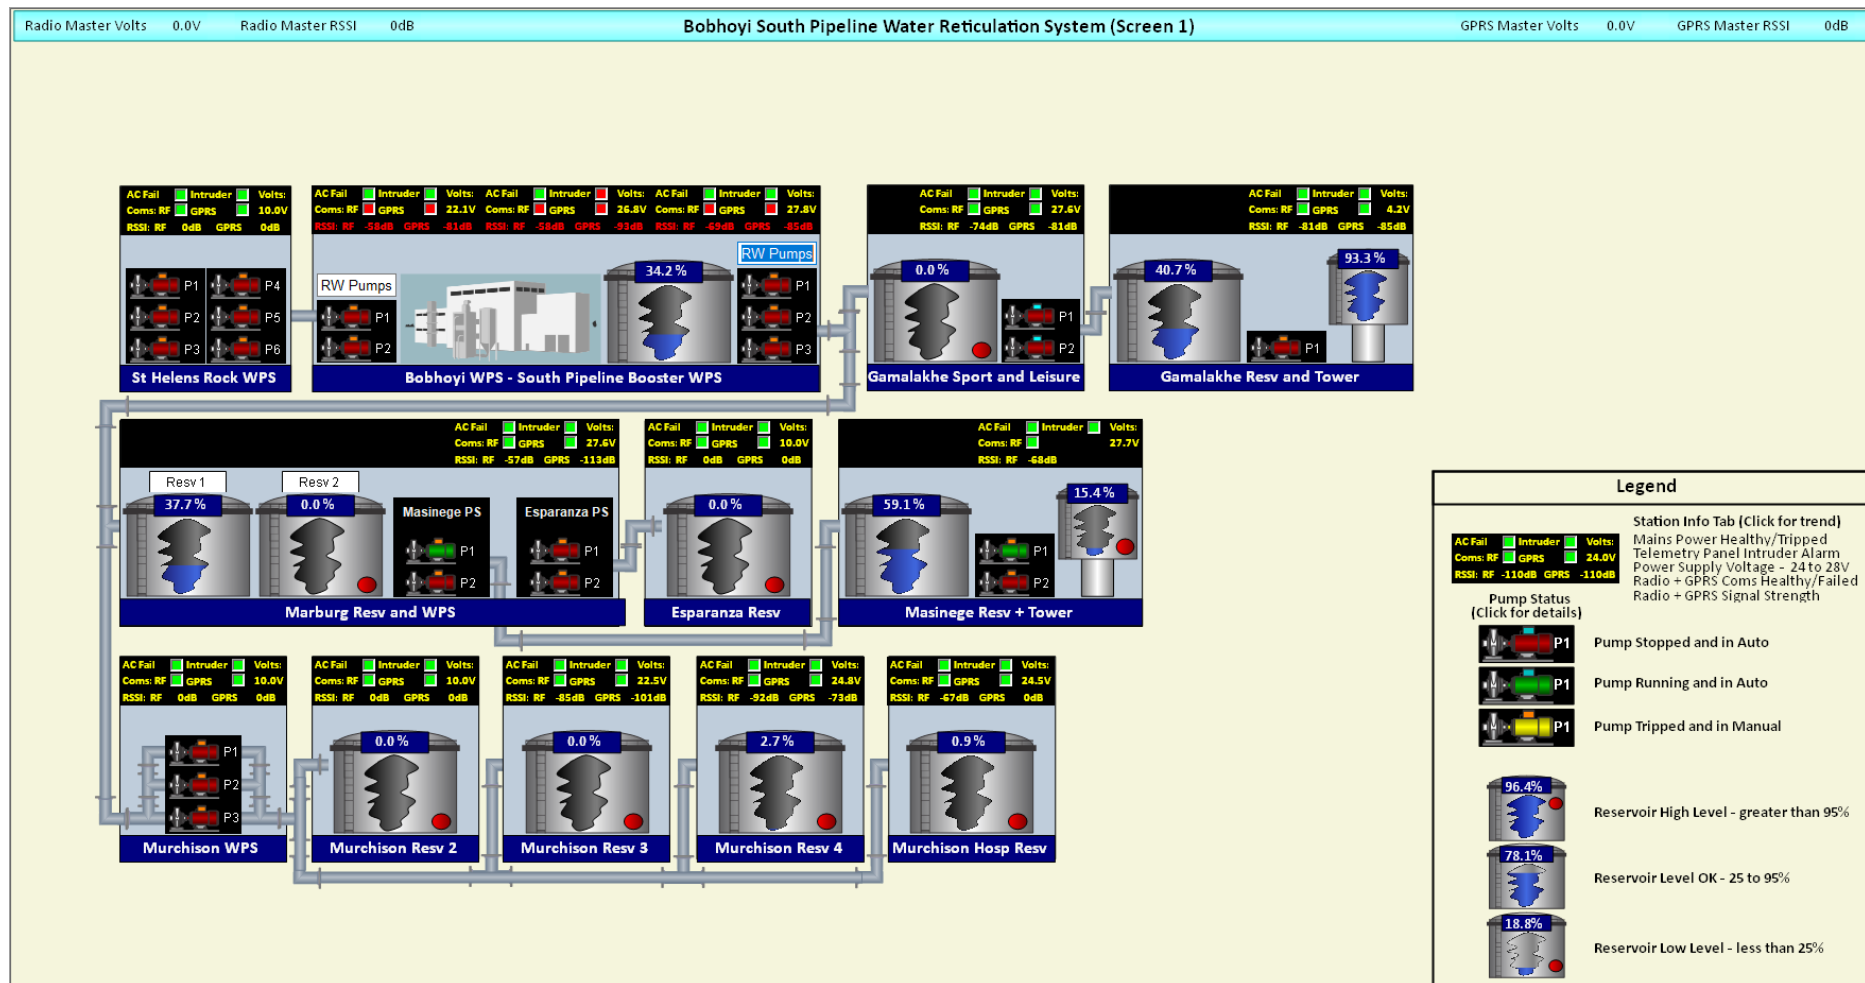 Radio Master Volts 0.0V Radio Master RSSI 0dB Bobhoyi South Pipeline Water Reticulation System (Screen 1) GPRS Master Volts 0.0V GPRS Master RSSI 0dB
AC Fail Intruder Volts:
Coms: RF GPRS 10.0V
RSSI: RF 0dB GPRS 0dB
P1 P4
P2 P5
P3 P6
St Helens Rock WPS
AC Fail Intruder Volts: AC Fail Intruder Volts: AC Fail Intruder Volts:
Coms: RF GPRS 22.1V Coms: RF GPRS 26.8V Coms: RF GPRS 27.8V
RSSI: RF -58dB GPRS -81dB RSSI: RF -58dB GPRS -93dB RSSI: RF -69dB GPRS -85dB
RW Pumps
P1
P2
34.2%
RW Pumps
P1
P2
P3
Bobhoyi WPS - South Pipeline Booster WPS
AC Fail Intruder Volts:
Coms: RF GPRS 27.6V
RSSI: RF -74dB GPRS -81dB
0.0%
P1
P2
Gamalakhe Sport and Leisure
AC Fail Intruder Volts:
Coms: RF GPRS 4.2V
RSSI: RF -81dB GPRS -85dB
40.7%
P1
93.3%
Gamalakhe Resv and Tower
AC Fail Intruder Volts:
Coms: RF GPRS 27.6V
RSSI: RF -57dB GPRS -113dB
Resv 1
37.7%
Resv 2
0.0%
Masinege PS
P1
P2
Esparanza PS
P1
P2
Marburg Resv and WPS
AC Fail Intruder Volts:
Coms: RF GPRS 10.0V
RSSI: RF 0dB GPRS 0dB
0.0%
Esparanza Resv
AC Fail Intruder Volts:
Coms: RF 27.7V
RSSI: RF -68dB
59.1%
P1
P2
15.4%
Masinege Resv + Tower
AC Fail Intruder Volts:
Coms: RF GPRS 10.0V
RSSI: RF 0dB GPRS 0dB
P1
P2
P3
Murchison WPS
AC Fail Intruder Volts:
Coms: RF GPRS 10.0V
RSSI: RF 0dB GPRS 0dB
0.0%
Murchison Resv 2
AC Fail Intruder Volts:
Coms: RF GPRS 22.5V
RSSI: RF -85dB GPRS -101dB
0.0%
Murchison Resv 3
AC Fail Intruder Volts:
Coms: RF GPRS 24.8V
RSSI: RF -92dB GPRS -73dB
2.7%
Murchison Resv 4
AC Fail Intruder Volts:
Coms: RF GPRS 24.5V
RSSI: RF -67dB GPRS 0dB
0.9%
Murchison Hosp Resv
Legend
AC Fail Intruder Volts:
Coms: RF GPRS 24.0V
RSSI: RF -110dB GPRS -110dB
Station Info Tab (Click for trend)
Mains Power Healthy/Tripped
Telemetry Panel Intruder Alarm
Power Supply Voltage - 24 to 28V
Radio + GPRS Coms Healthy/Failed
Radio + GPRS Signal Strength
Pump Status
(Click for details)
P1 Pump Stopped and in Auto
P1 Pump Running and in Auto
P1 Pump Tripped and in Manual
96.4%
Reservoir High Level - greater than 95%
78.1%
Reservoir Level OK - 25 to 95%
18.8%
Reservoir Low Level - less than 25%